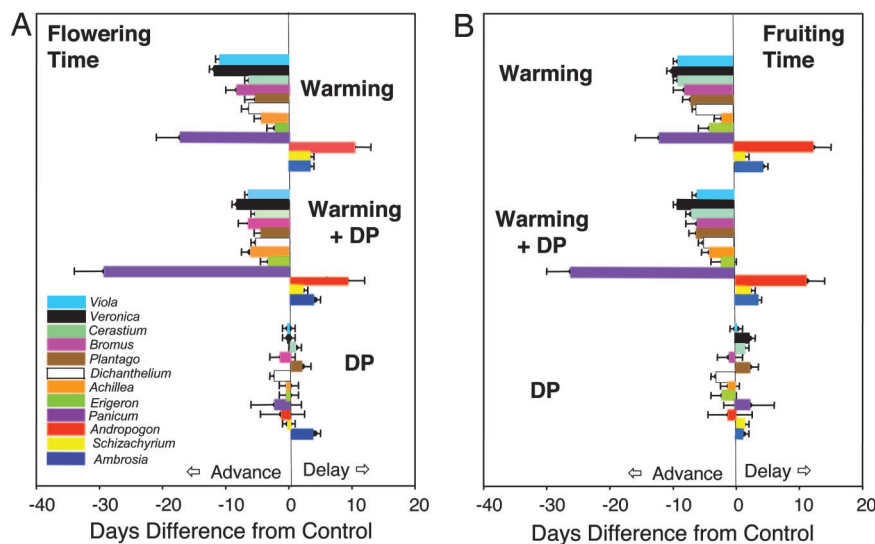 A
Flowering
Time
Warming
Warming
+ DP
DP
Viola
Veronica
Cerastium
Bromus
Plantago
Dichanthelium
Achillea
Erigeron
Panicum
Andropogon
Schizachyrium
Ambrosia
⇦ Advance
Delay ⇨
-40 -30 -20 -10 0 10 20
Days Difference from Control
B
Fruiting
Time
Warming
Warming
+ DP
DP
⇦ Advance
Delay ⇨
-40 -30 -20 -10 0 10 20
Days Difference from Control